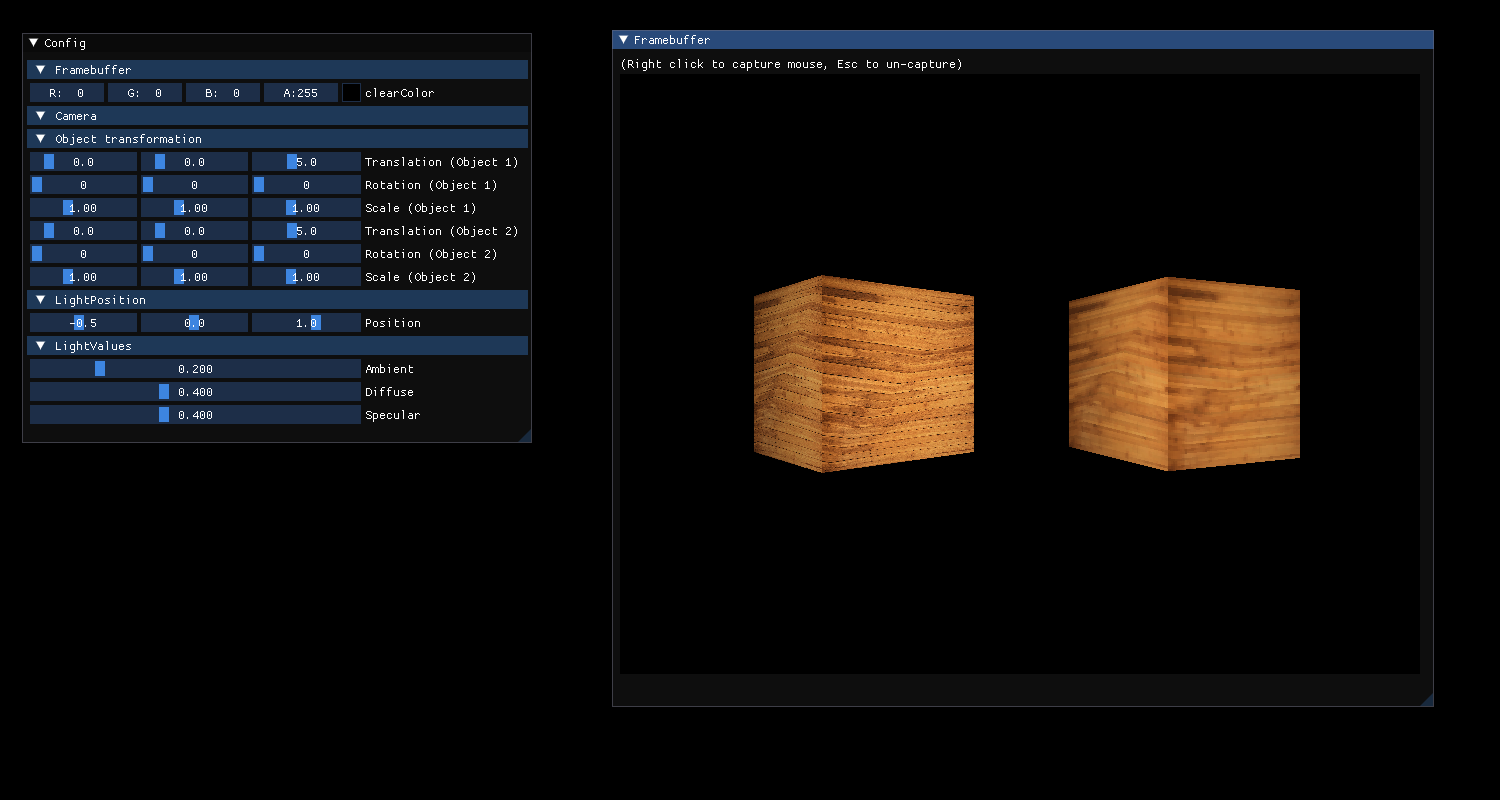 Config
Framebuffer
R: 0 G: 0 B: 0 A:255 clearColor
Camera
Object transformation
0.0 0.0 5.0 Translation (Object 1)
0 0 0 Rotation (Object 1)
1.00 1.00 1.00 Scale (Object 1)
0.0 0.0 5.0 Translation (Object 2)
0 0 0 Rotation (Object 2)
1.00 1.00 1.00 Scale (Object 2)
LightPosition
-0.5 0.0 1.0 Position
LightValues
0.200 Ambient
0.400 Diffuse
0.400 Specular
Framebuffer
(Right click to capture mouse, Esc to un-capture)